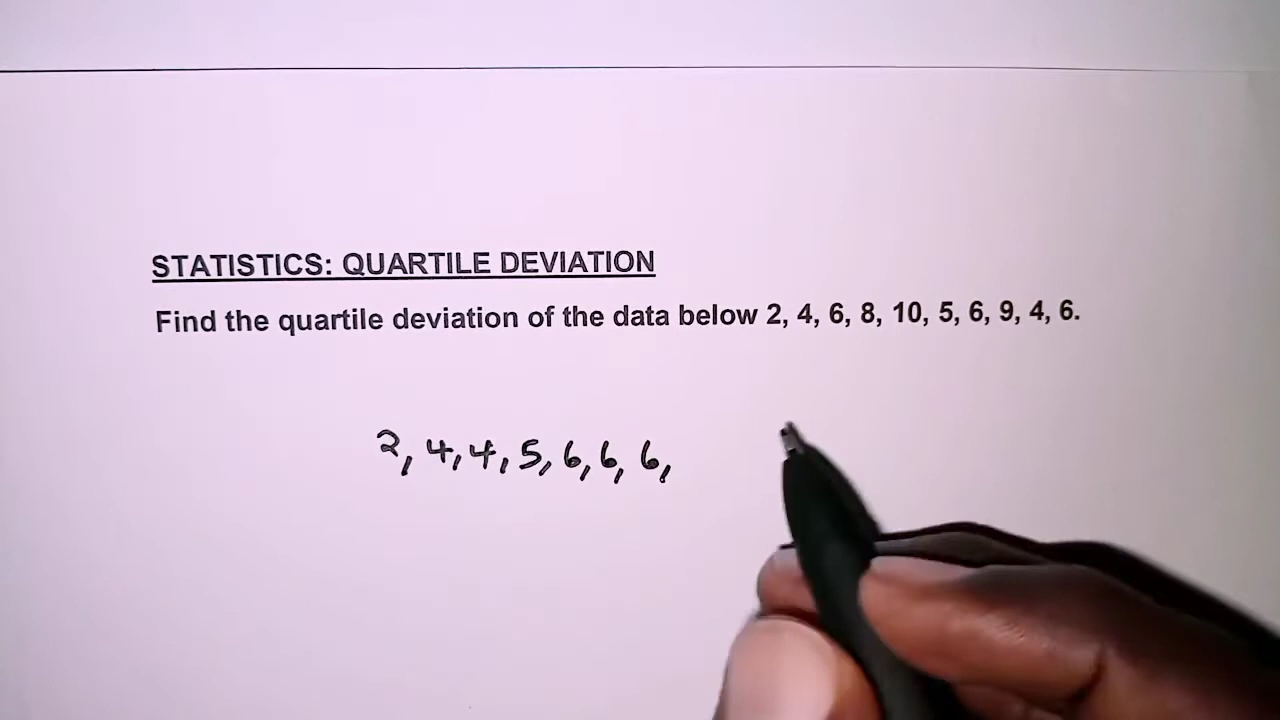 STATISTICS: QUARTILE DEVIATION
Find the quartile deviation of the data below 2, 4, 6, 8, 10, 5, 6, 9, 4, 6.
2, 4, 4, 5, 6, 6, 6,